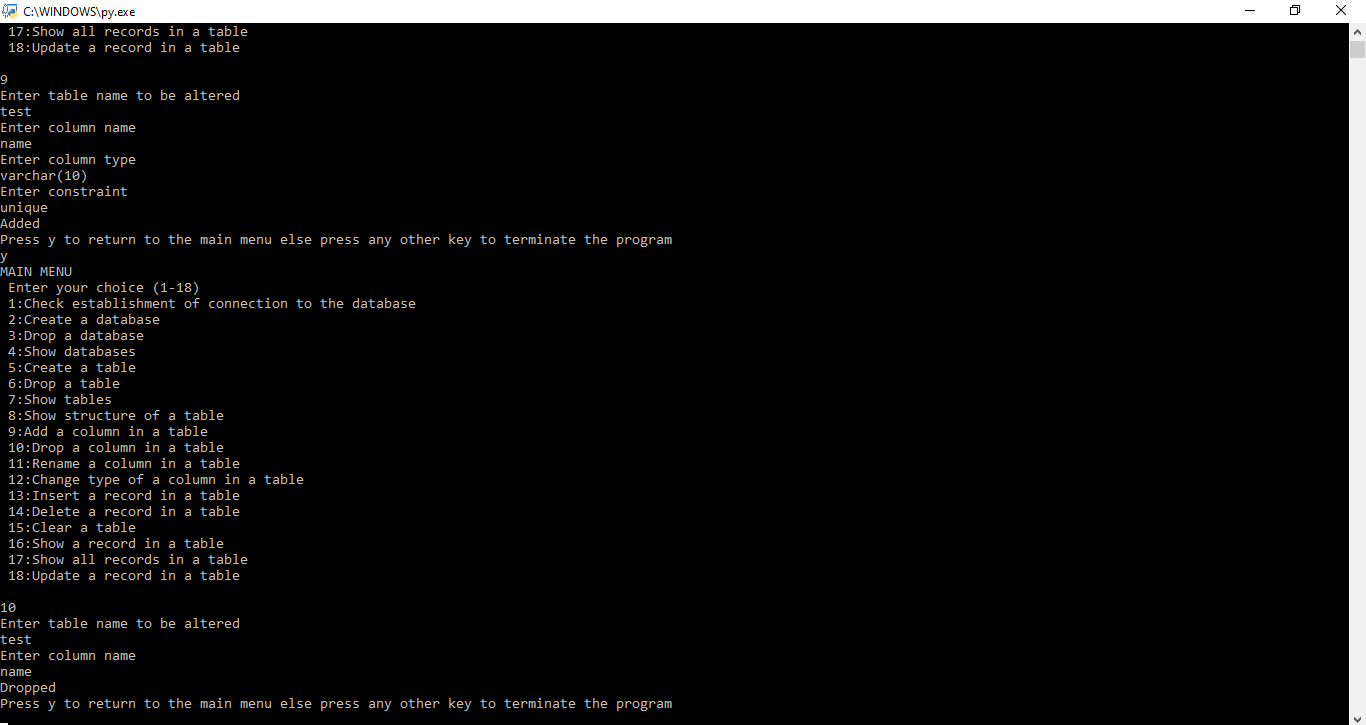 C:\WINDOWS\py.exe
17:Show all records in a table
18:Update a record in a table
9
Enter table name to be altered
test
Enter column name
name
Enter column type
varchar(10)
Enter constraint
unique
Added
Press y to return to the main menu else press any other key to terminate the program
y
MAIN MENU
Enter your choice (1-18)
1:Check establishment of connection to the database
2:Create a database
3:Drop a database
4:Show databases
5:Create a table
6:Drop a table
7:Show tables
8:Show structure of a table
9:Add a column in a table
10:Drop a column in a table
11:Rename a column in a table
12:Change type of a column in a table
13:Insert a record in a table
14:Delete a record in a table
15:Clear a table
16:Show a record in a table
17:Show all records in a table
18:Update a record in a table
10
Enter table name to be altered
test
Enter column name
name
Dropped
Press y to return to the main menu else press any other key to terminate the program